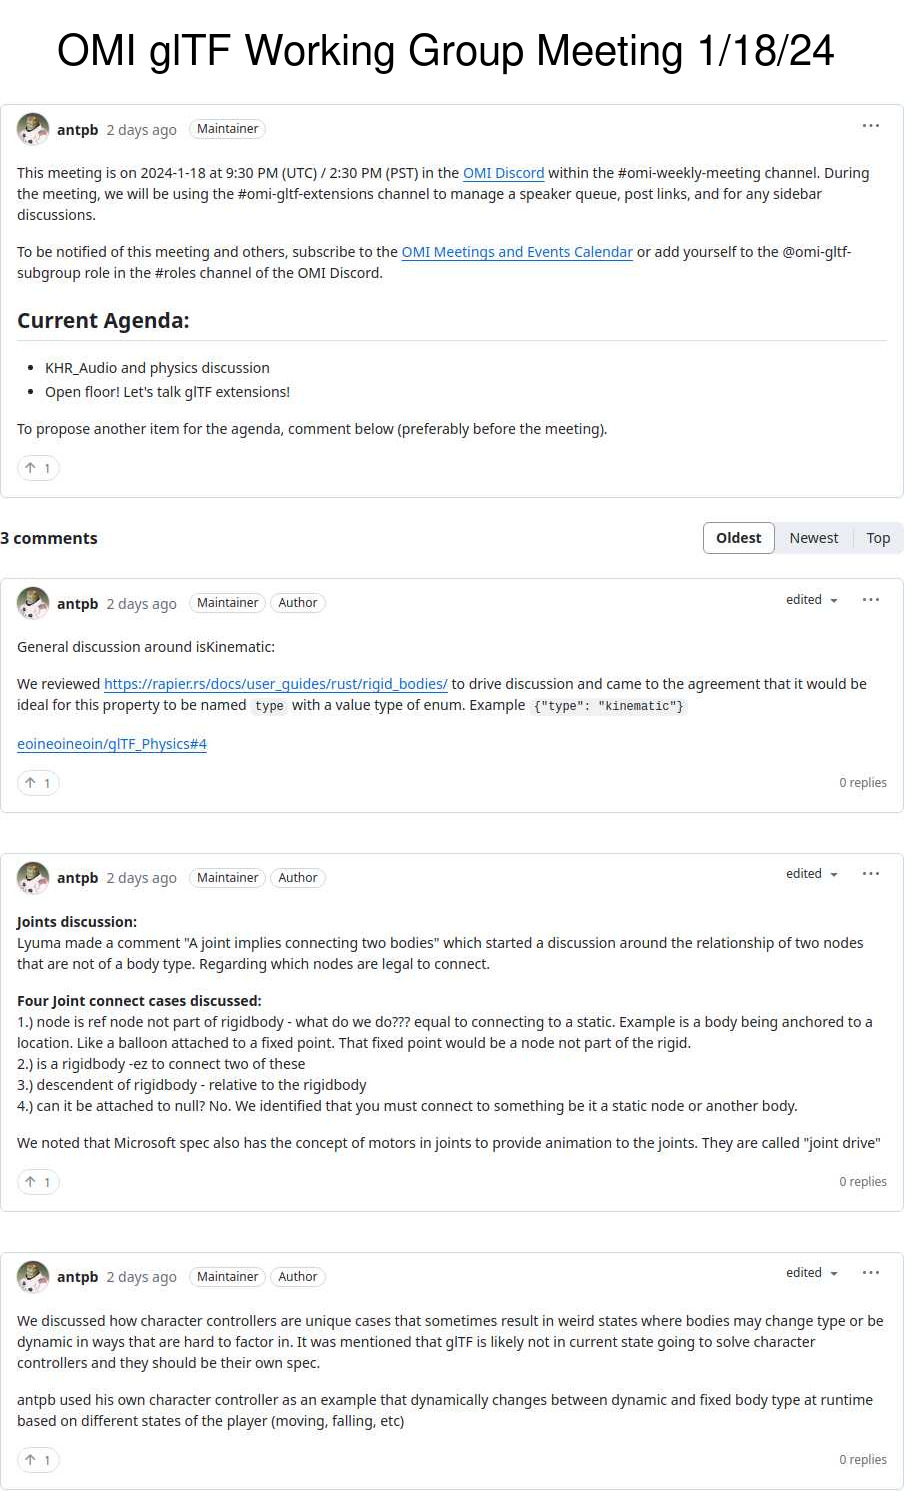 OMI glTF Working Group Meeting 1/18/24
antpb 2 days ago Maintainer
This meeting is on 2024-1-18 at 9:30 PM (UTC) / 2:30 PM (PST) in the OMI Discord within the #omi-weekly-meeting channel. During
the meeting, we will be using the #omi-gltf-extensions channel to manage a speaker queue, post links, and for any sidebar
discussions.
To be notified of this meeting and others, subscribe to the OMI Meetings and Events Calendar or add yourself to the @omi-gltf-
subgroup role in the #roles channel of the OMI Discord.
Current Agenda:
• KHR_Audio and physics discussion
• Open floor! Let's talk glTF extensions!
To propose another item for the agenda, comment below (preferably before the meeting).
↑ 1
3 comments
Oldest Newest Top
antpb 2 days ago Maintainer Author edited
General discussion around isKinematic:
We reviewed https://rapier.rs/docs/user_guides/rust/rigid_bodies/ to drive discussion and came to the agreement that it would be
ideal for this property to be named type with a value type of enum. Example {"type": "kinematic"}
eoineoineoin/glTF_Physics#4
↑ 1 0 replies
antpb 2 days ago Maintainer Author edited
Joints discussion:
Lyuma made a comment "A joint implies connecting two bodies" which started a discussion around the relationship of two nodes
that are not of a body type. Regarding which nodes are legal to connect.
Four Joint connect cases discussed:
1.) node is ref node not part of rigidbody - what do we do??? equal to connecting to a static. Example is a body being anchored to a
location. Like a balloon attached to a fixed point. That fixed point would be a node not part of the rigid.
2.) is a rigidbody -ez to connect two of these
3.) descendent of rigidbody - relative to the rigidbody
4.) can it be attached to null? No. We identified that you must connect to something be it a static node or another body.
We noted that Microsoft spec also has the concept of motors in joints to provide animation to the joints. They are called "joint drive"
↑ 1 0 replies
antpb 2 days ago Maintainer Author edited
We discussed how character controllers are unique cases that sometimes result in weird states where bodies may change type or be
dynamic in ways that are hard to factor in. It was mentioned that glTF is likely not in current state going to solve character
controllers and they should be their own spec.
antpb used his own character controller as an example that dynamically changes between dynamic and fixed body type at runtime
based on different states of the player (moving, falling, etc)
↑ 1 0 replies